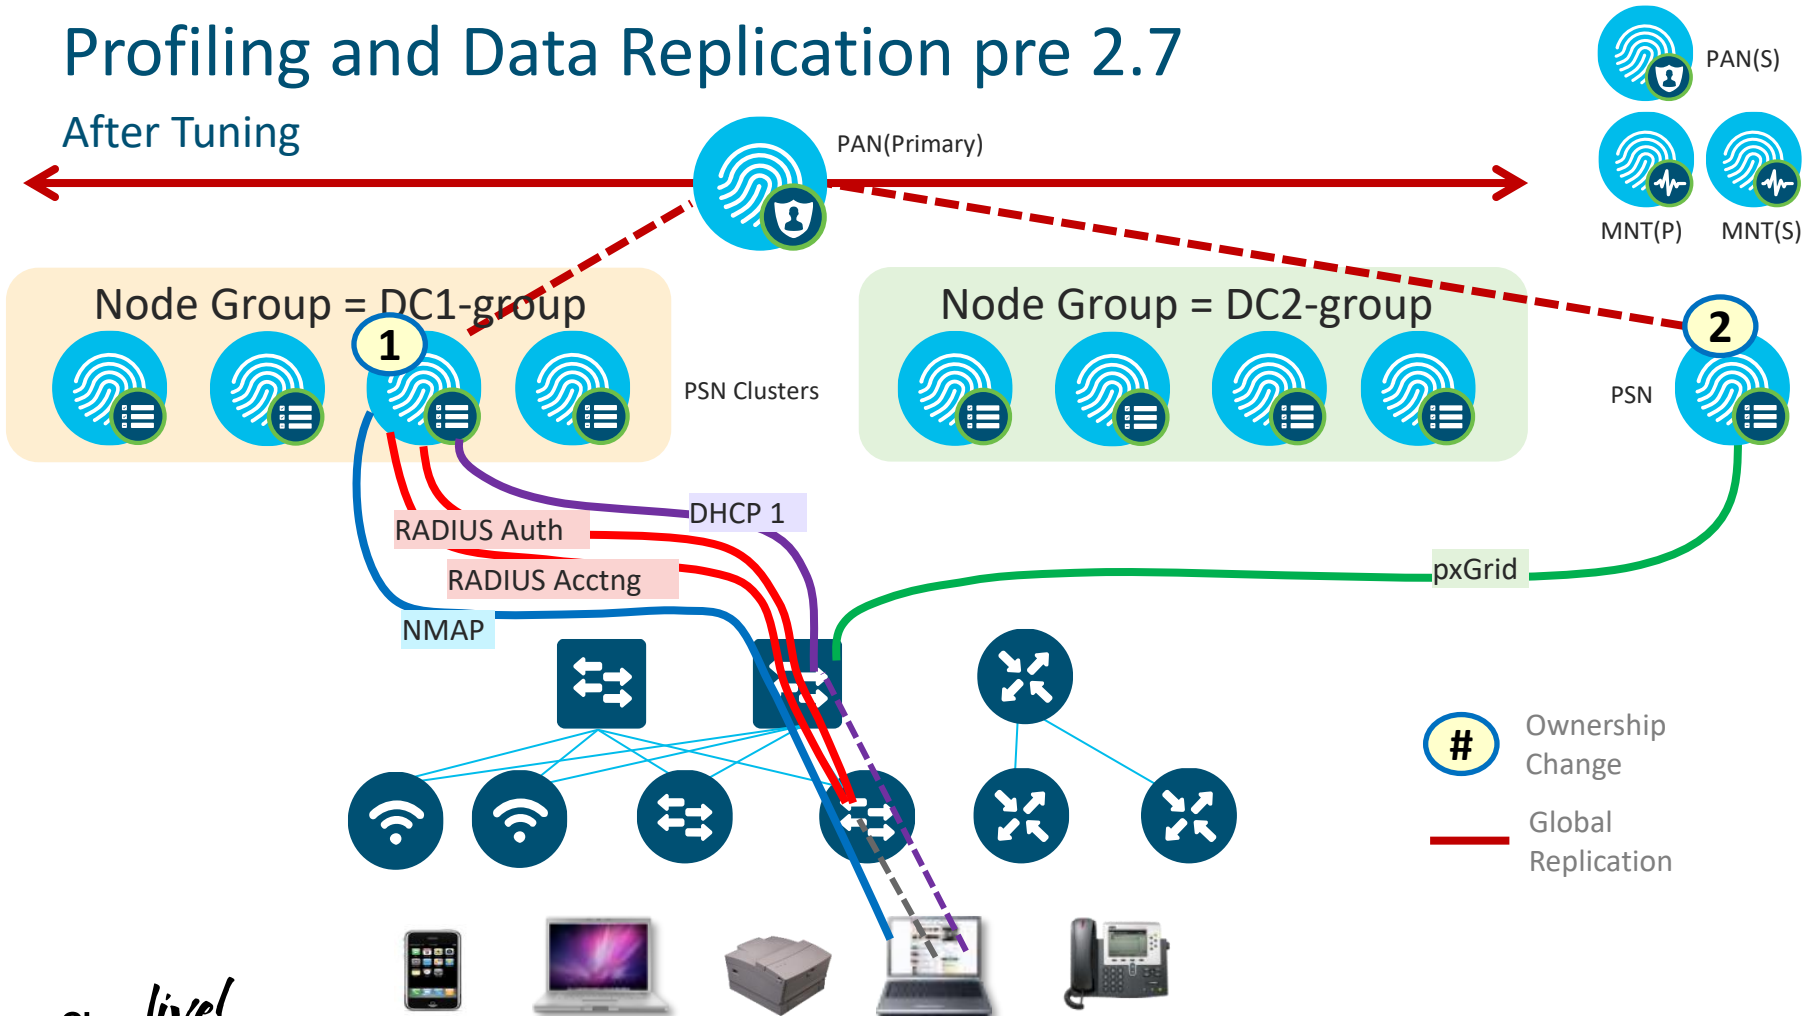 Profiling and Data Replication pre 2.7
After Tuning
PAN(S)
PAN(Primary)
MNT(P)
MNT(S)
Node Group = DC1-group
Node Group = DC2-group
1
2
PSN Clusters
PSN
DHCP 1
RADIUS Auth
RADIUS Acctng
pxGrid
NMAP
#
Ownership
Change
Global
Replication
live!